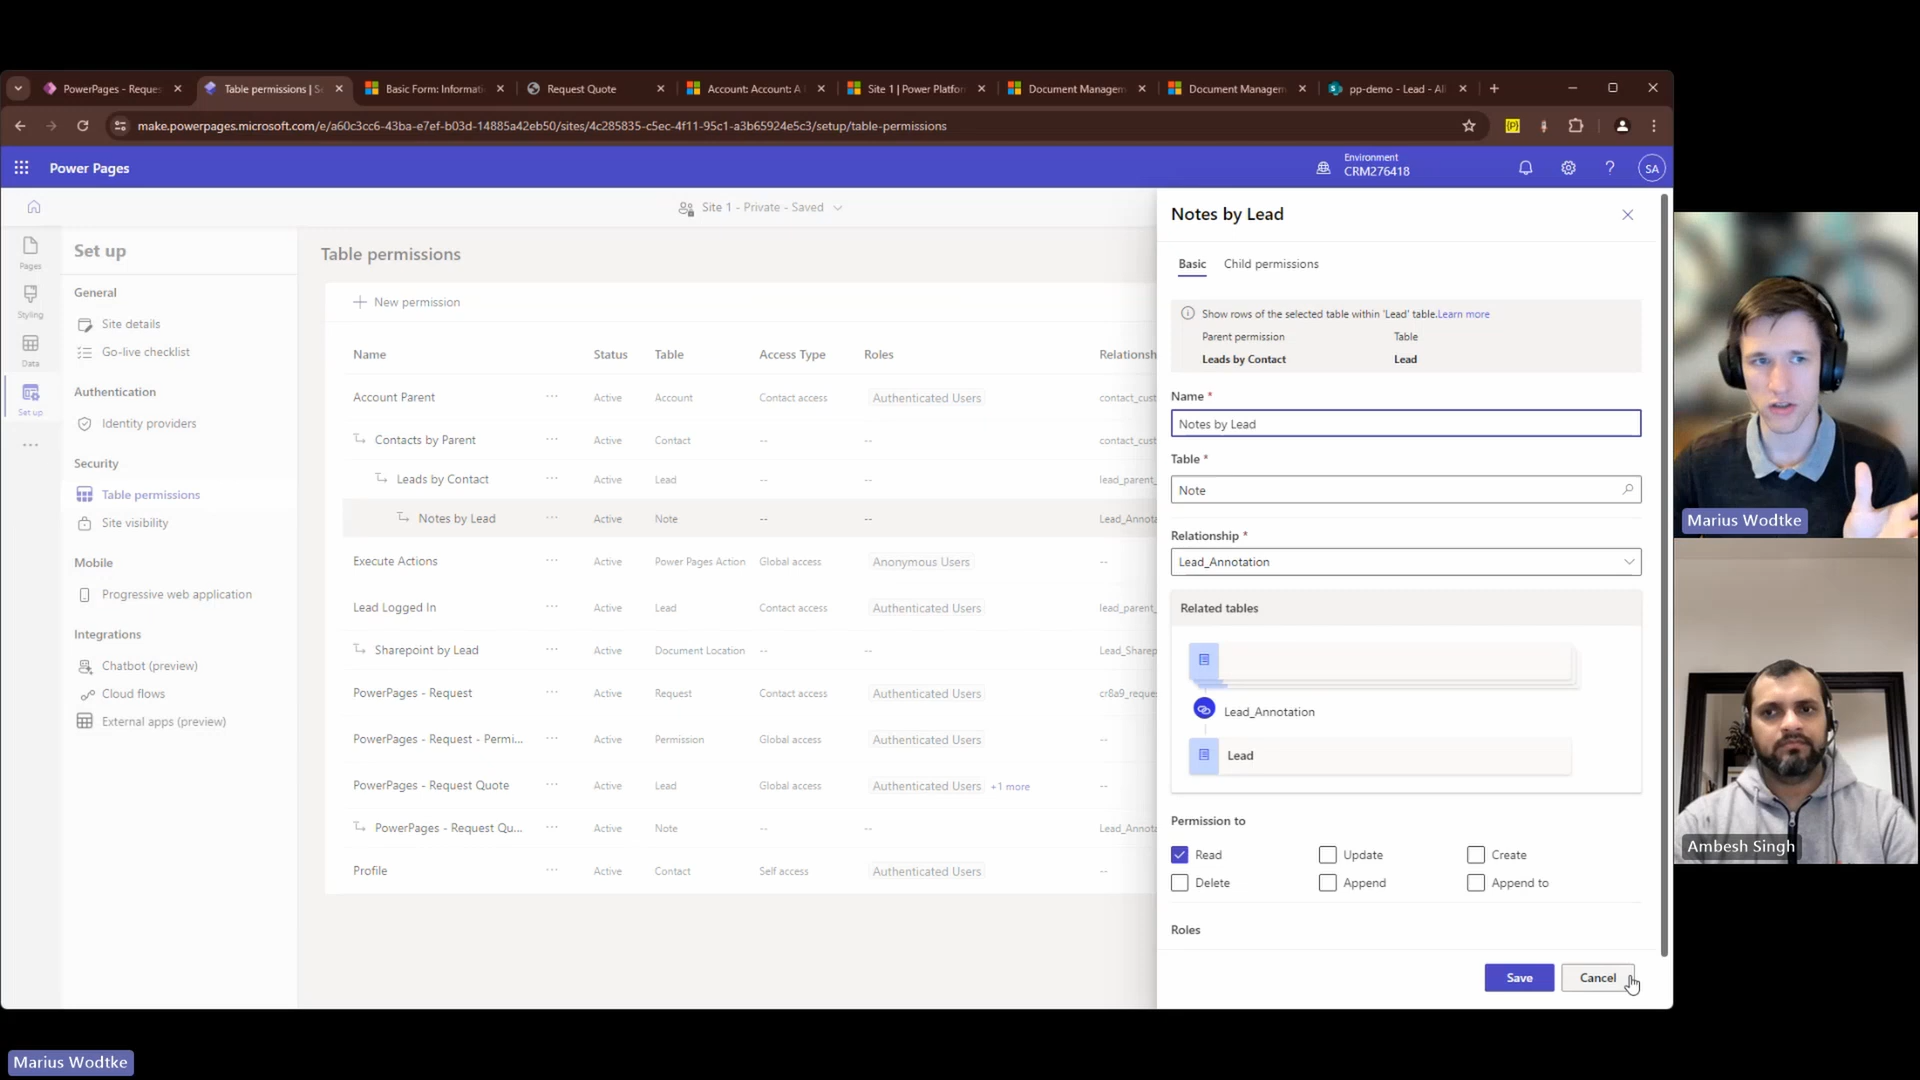 PowerPages - Reques
Table permissions | S
Basic Form: Informati
Request Quote
Account: Account: A
Site 1 | Power Platfor
Document Managem
Document Managem
pp-demo - Lead - Al
make.powerpages.microsoft.com/e/a60c3cc6-43ba-e7ef-b03d-14885a42eb50/sites/4c285835-c5ec-4f11-95c1-a3b65924e5c3/setup/table-permissions
Power Pages
Environment
CRM276418
SA
Site 1 - Private - Saved
Pages
Styling
Data
Set up
Set up
General
Site details
Go-live checklist
Authentication
Identity providers
Security
Table permissions
Site visibility
Mobile
Progressive web application
Integrations
Chatbot (preview)
Cloud flows
External apps (preview)
Table permissions
New permission
Name Status Table Access Type Roles Relationsh
Account Parent ... Active Account Contact access Authenticated Users contact_cust
Contacts by Parent ... Active Contact -- -- contact_cust
Leads by Contact ... Active Lead -- -- lead_parent_
Notes by Lead ... Active Note -- -- Lead_Annota
Execute Actions ... Active Power Pages Action Global access Anonymous Users --
Lead Logged In ... Active Lead Contact access Authenticated Users lead_parent_
Sharepoint by Lead ... Active Document Location -- -- Lead_Sharep
PowerPages - Request ... Active Request Contact access Authenticated Users cr8a9_reques
PowerPages - Request - Permi... ... Active Permission Global access Authenticated Users --
PowerPages - Request Quote ... Active Lead Global access Authenticated Users +1 more --
PowerPages - Request Qu... ... Active Note -- -- Lead_Annota
Profile ... Active Contact Self access Authenticated Users --
Notes by Lead
Basic Child permissions
Show rows of the selected table within 'Lead' table.Learn more
Parent permission Table
Leads by Contact Lead
Name *
Notes by Lead
Table *
Note
Relationship *
Lead_Annotation
Related tables
Lead_Annotation
Lead
Permission to
Read Update Create
Delete Append Append to
Roles
Save Cancel
Marius Wodtke
Ambesh Singh
Marius Wodtke